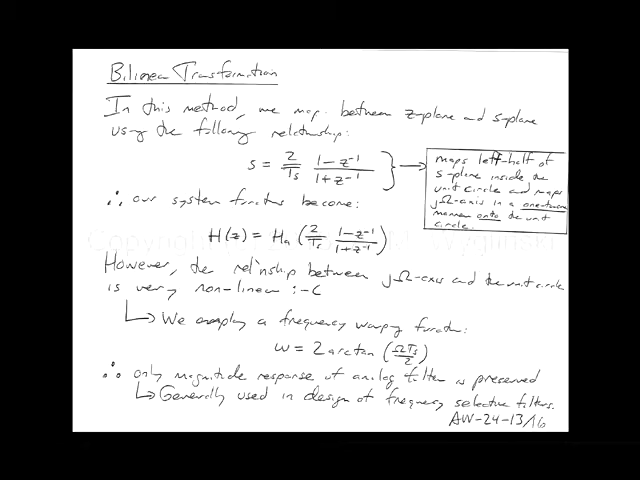 Bilinear Transformation
In this method, we map between z-plane and s-plane
using the following relationship:
s = 2/Ts (1-z^-1)/(1+z^-1)
maps left-half of
s-plane inside the
unit circle and maps
jΩ-axis in a one-to-one
manner onto the unit
circle.
∴ our system functions become:
H(z) = Ha (2/Ts (1-z^-1)/(1+z^-1))
However, the relationship between jΩ-axis and the unit circle
is very non-linear :-(
We employ a frequency warping function:
ω = 2 arctan (ΩTs/2)
∴ only magnitude response of analog filter is preserved
Generally used in design of frequency selective filters.
AW-24-13/16